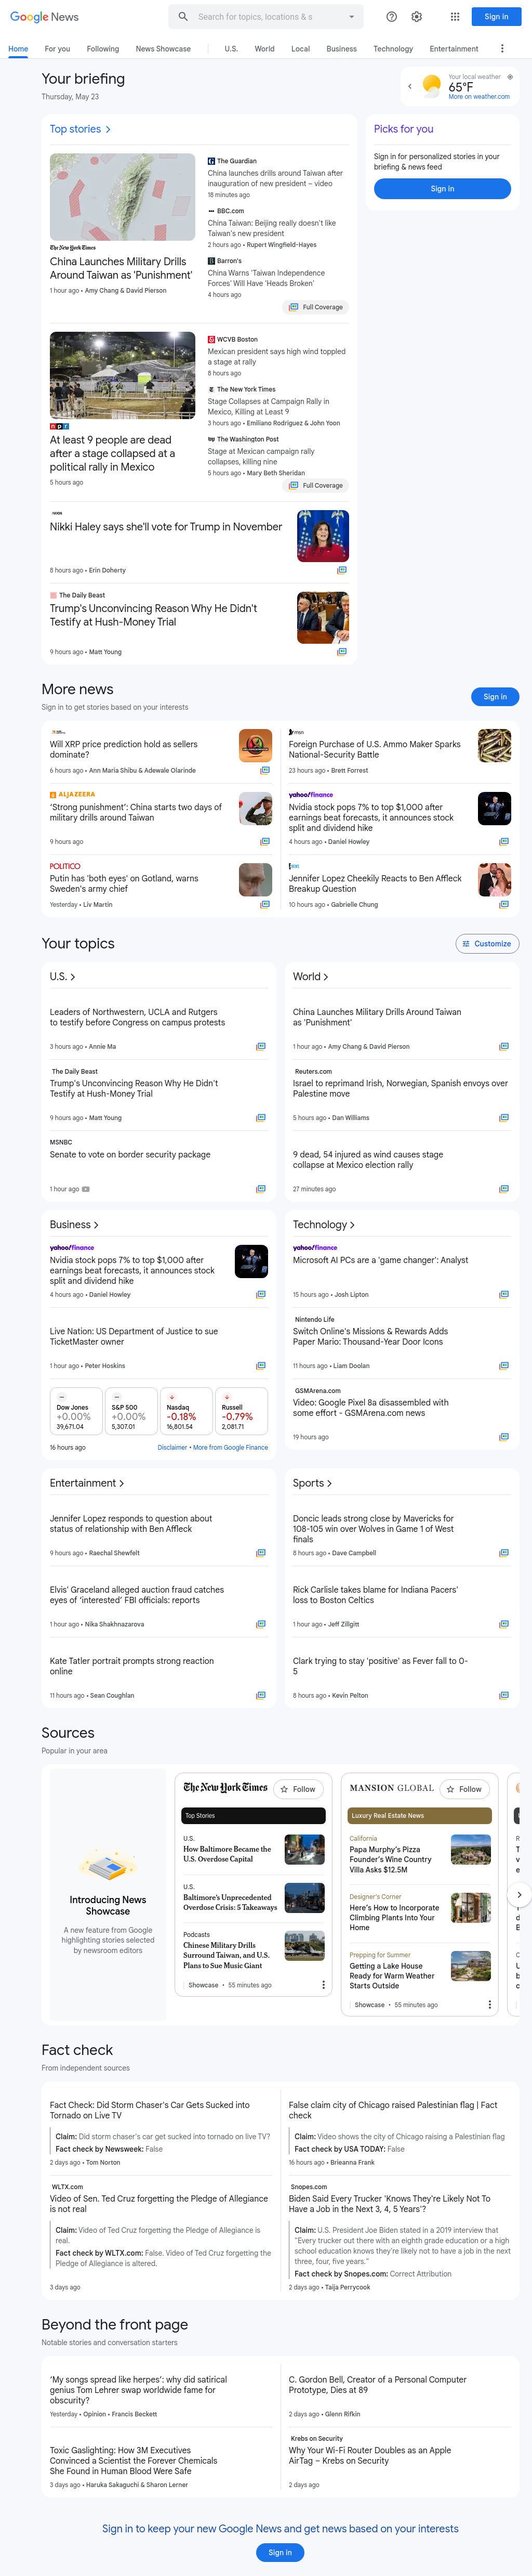 Google News
Search for topics, locations & s
Sign in
Home
For you
Following
News Showcase
U.S.
World
Local
Business
Technology
Entertainment
Your briefing
Thursday, May 23
Your local weather
65°F
More on weather.com
Top stories
The New York Times
China Launches Military Drills
Around Taiwan as 'Punishment'
1 hour ago • Amy Chang & David Pierson
The Guardian
China launches drills around Taiwan after
inauguration of new president – video
18 minutes ago
BBC.com
China Taiwan: Beijing really doesn't like
Taiwan's new president
2 hours ago • Rupert Wingfield-Hayes
Barron's
China Warns 'Taiwan Independence
Forces' Will Have 'Heads Broken'
4 hours ago
Full Coverage
Picks for you
Sign in for personalized stories in your
briefing & news feed
Sign in
npr
At least 9 people are dead
after a stage collapsed at a
political rally in Mexico
5 hours ago
WCVB Boston
Mexican president says high wind toppled
a stage at rally
8 hours ago
The New York Times
Stage Collapses at Campaign Rally in
Mexico, Killing at Least 9
3 hours ago • Emiliano Rodríguez & John Yoon
The Washington Post
Stage at Mexican campaign rally
collapses, killing nine
5 hours ago • Mary Beth Sheridan
Full Coverage
Nikki Haley says she'll vote for Trump in November
8 hours ago • Erin Doherty
The Daily Beast
Trump's Unconvincing Reason Why He Didn't
Testify at Hush-Money Trial
9 hours ago • Matt Young
More news
Sign in to get stories based on your interests
Sign in
Will XRP price prediction hold as sellers
dominate?
6 hours ago • Ann Maria Shibu & Adewale Olarinde
ALJAZEERA
'Strong punishment': China starts two days of
military drills around Taiwan
9 hours ago
POLITICO
Putin has 'both eyes' on Gotland, warns
Sweden's army chief
Yesterday • Liv Martin
Foreign Purchase of U.S. Ammo Maker Sparks
National-Security Battle
23 hours ago • Brett Forrest
yahoo!finance
Nvidia stock pops 7% to top $1,000 after
earnings beat forecasts, it announces stock
split and dividend hike
4 hours ago • Daniel Howley
Jennifer Lopez Cheekily Reacts to Ben Affleck
Breakup Question
10 hours ago • Gabrielle Chung
Your topics
Customize
U.S.
Leaders of Northwestern, UCLA and Rutgers
to testify before Congress on campus protests
3 hours ago • Annie Ma
The Daily Beast
Trump's Unconvincing Reason Why He Didn't
Testify at Hush-Money Trial
9 hours ago • Matt Young
MSNBC
Senate to vote on border security package
1 hour ago
World
China Launches Military Drills Around Taiwan
as 'Punishment'
1 hour ago • Amy Chang & David Pierson
Reuters.com
Israel to reprimand Irish, Norwegian, Spanish envoys over
Palestine move
5 hours ago • Dan Williams
9 dead, 54 injured as wind causes stage
collapse at Mexico election rally
27 minutes ago
Business
yahoo!finance
Nvidia stock pops 7% to top $1,000 after
earnings beat forecasts, it announces stock
split and dividend hike
4 hours ago • Daniel Howley
Live Nation: US Department of Justice to sue
TicketMaster owner
1 hour ago • Peter Hoskins
Dow Jones
+0.00%
39,671.04
S&P 500
+0.00%
5,307.01
Nasdaq
-0.18%
16,801.54
Russell
-0.79%
2,081.71
16 hours ago
Disclaimer • More from Google Finance
Technology
yahoo!finance
Microsoft AI PCs are a 'game changer': Analyst
15 hours ago • Josh Lipton
Nintendo Life
Switch Online's Missions & Rewards Adds
Paper Mario: Thousand-Year Door Icons
11 hours ago • Liam Doolan
GSMArena.com
Video: Google Pixel 8a disassembled with
some effort - GSMArena.com news
19 hours ago
Entertainment
Jennifer Lopez responds to question about
status of relationship with Ben Affleck
9 hours ago • Raechal Shewfelt
Elvis' Graceland alleged auction fraud catches
eyes of 'interested' FBI officials: reports
1 hour ago • Nika Shakhnazarova
Kate Tatler portrait prompts strong reaction
online
11 hours ago • Sean Coughlan
Sports
Doncic leads strong close by Mavericks for
108-105 win over Wolves in Game 1 of West
finals
8 hours ago • Dave Campbell
Rick Carlisle takes blame for Indiana Pacers'
loss to Boston Celtics
1 hour ago • Jeff Zillgitt
Clark trying to stay 'positive' as Fever fall to 0-
5
8 hours ago • Kevin Pelton
Sources
Popular in your area
Introducing News
Showcase
A new feature from Google
highlighting stories selected
by newsroom editors
The New York Times
Follow
Top Stories
U.S.
How Baltimore Became the
U.S. Overdose Capital
U.S.
Baltimore's Unprecedented
Overdose Crisis: 5 Takeaways
Podcasts
Chinese Military Drills
Surround Taiwan, and U.S.
Plans to Sue Music Giant
Showcase • 55 minutes ago
MANSION GLOBAL
Follow
Luxury Real Estate News
California
Papa Murphy's Pizza
Founder's Wine Country
Villa Asks $12.5M
Designer's Corner
Here's How to Incorporate
Climbing Plants Into Your
Home
Prepping for Summer
Getting a Lake House
Ready for Warm Weather
Starts Outside
Showcase • 55 minutes ago
Fact check
From independent sources
Fact Check: Did Storm Chaser's Car Gets Sucked into
Tornado on Live TV
Claim: Did storm chaser's car get sucked into tornado on live TV?
Fact check by Newsweek: False
2 days ago • Tom Norton
WLTX.com
Video of Sen. Ted Cruz forgetting the Pledge of Allegiance
is not real
Claim: Video of Ted Cruz forgetting the Pledge of Allegiance is
real.
Fact check by WLTX.com: False. Video of Ted Cruz forgetting the
Pledge of Allegiance is altered.
3 days ago
False claim city of Chicago raised Palestinian flag | Fact
check
Claim: Video shows the city of Chicago raising a Palestinian flag
Fact check by USA TODAY: False
16 hours ago • Brieanna Frank
Snopes.com
Biden Said Every Trucker 'Knows They're Likely Not To
Have a Job in the Next 3, 4, 5 Years'?
Claim: U.S. President Joe Biden stated in a 2019 interview that
"Every trucker out there with an eighth grade education or a high
school education knows they're likely not to have a job in the next
three, four, five years."
Fact check by Snopes.com: Correct Attribution
2 days ago • Taija Perrycook
Beyond the front page
Notable stories and conversation starters
'My songs spread like herpes': why did satirical
genius Tom Lehrer swap worldwide fame for
obscurity?
Yesterday • Opinion • Francis Beckett
Toxic Gaslighting: How 3M Executives
Convinced a Scientist the Forever Chemicals
She Found in Human Blood Were Safe
3 days ago • Haruka Sakaguchi & Sharon Lerner
C. Gordon Bell, Creator of a Personal Computer
Prototype, Dies at 89
2 days ago • Glenn Rifkin
Krebs on Security
Why Your Wi-Fi Router Doubles as an Apple
AirTag – Krebs on Security
2 days ago
Sign in to keep your new Google News and get news based on your interests
Sign in